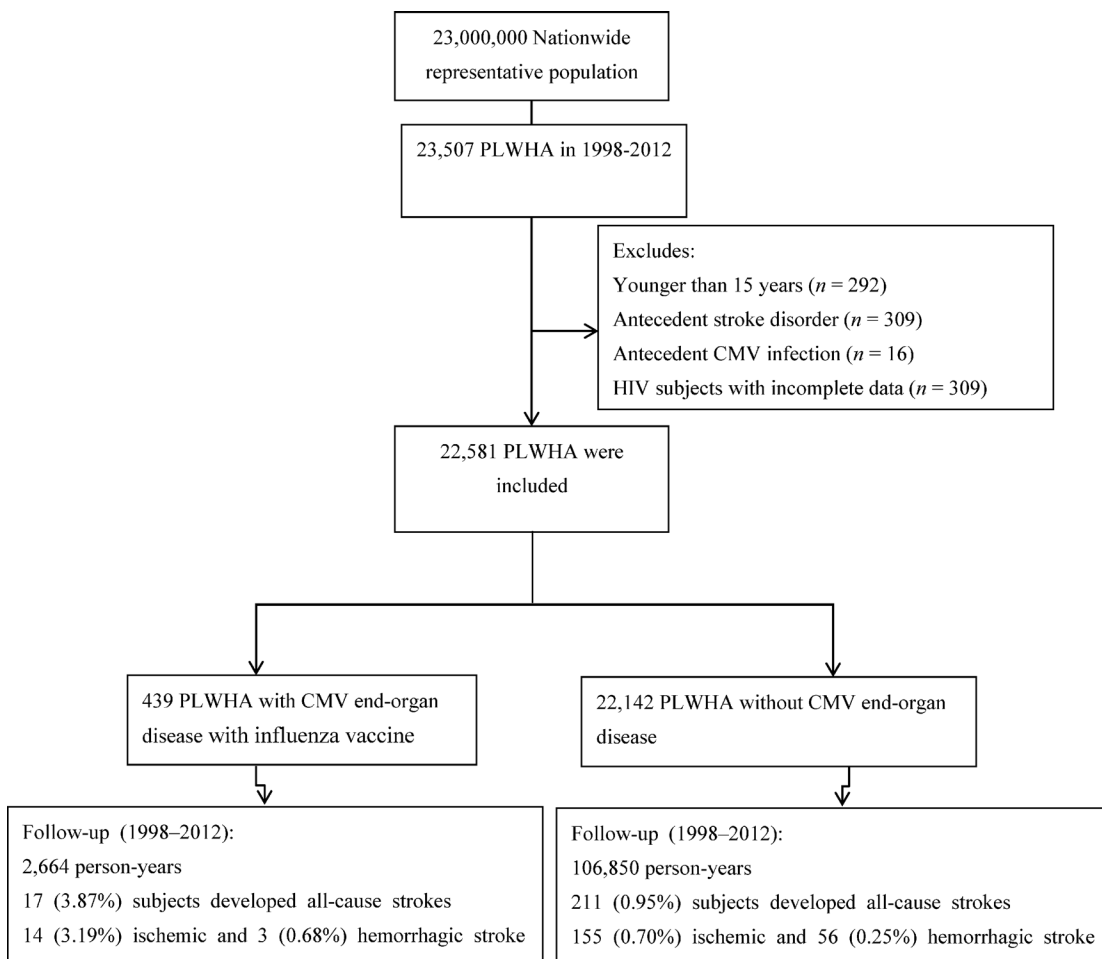 23,000,000 Nationwide
representative population
23,507 PLWHA in 1998-2012
Excludes:
Younger than 15 years (n = 292)
Antecedent stroke disorder (n = 309)
Antecedent CMV infection (n = 16)
HIV subjects with incomplete data (n = 309)
22,581 PLWHA were
included
439 PLWHA with CMV end-organ
disease with influenza vaccine
22,142 PLWHA without CMV end-organ
disease
Follow-up (1998–2012):
2,664 person-years
17 (3.87%) subjects developed all-cause strokes
14 (3.19%) ischemic and 3 (0.68%) hemorrhagic stroke
Follow-up (1998–2012):
106,850 person-years
211 (0.95%) subjects developed all-cause strokes
155 (0.70%) ischemic and 56 (0.25%) hemorrhagic stroke